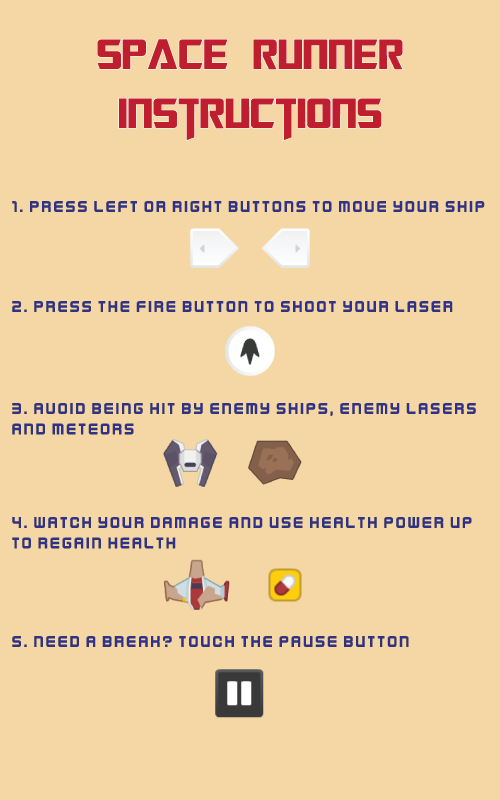 SPACE RUNNER
INSTRUCTIONS
1. PRESS LEFT OR RIGHT BUTTONS TO MOVE YOUR SHIP
2. PRESS THE FIRE BUTTON TO SHOOT YOUR LASER
3. AVOID BEING HIT BY ENEMY SHIPS, ENEMY LASERS
AND METEORS
4. WATCH YOUR DAMAGE AND USE HEALTH POWER UP
TO REGAIN HEALTH
5. NEED A BREAK? TOUCH THE PAUSE BUTTON